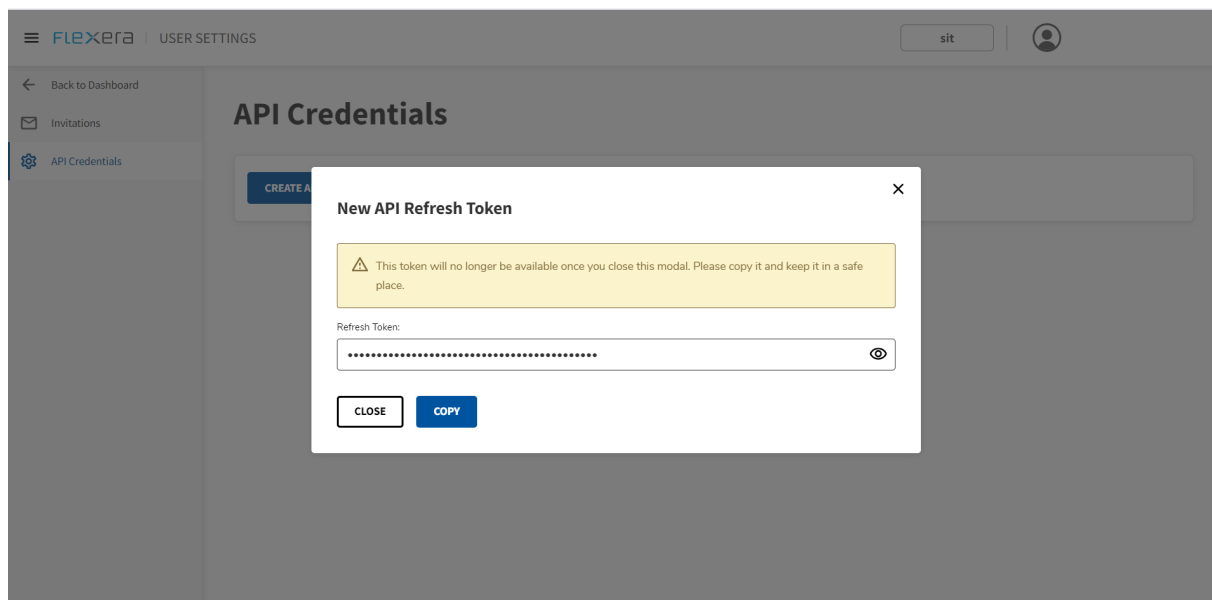 FLEXERA USER SETTINGS
sit
Back to Dashboard
Invitations
API Credentials
API Credentials
CREATE A
New API Refresh Token
This token will no longer be available once you close this modal. Please copy it and keep it in a safe
place.
Refresh Token:
••••••••••••••••••••••••••••••••••••••••••••
CLOSE
COPY